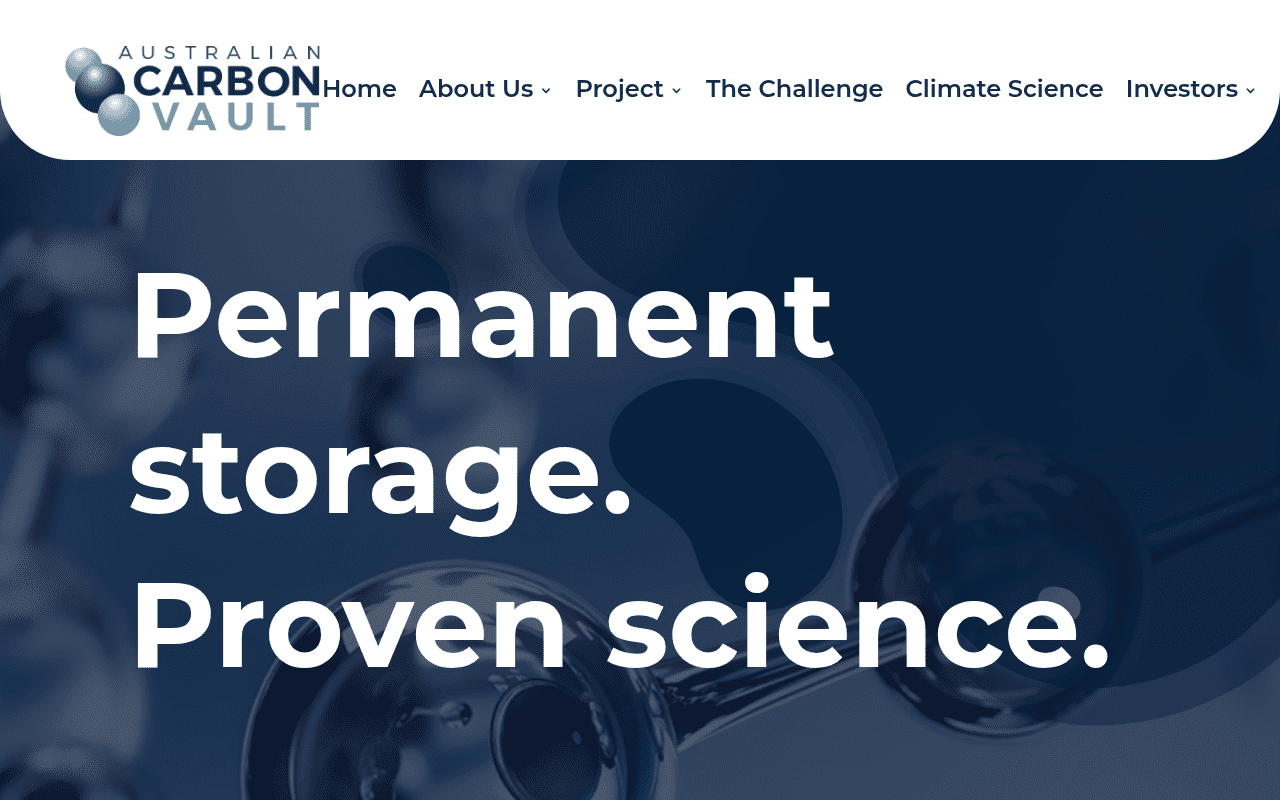 AUSTRALIAN
CARBON
VAULT
Home About Us Project The Challenge Climate Science Investors
Permanent
storage.
Proven science.